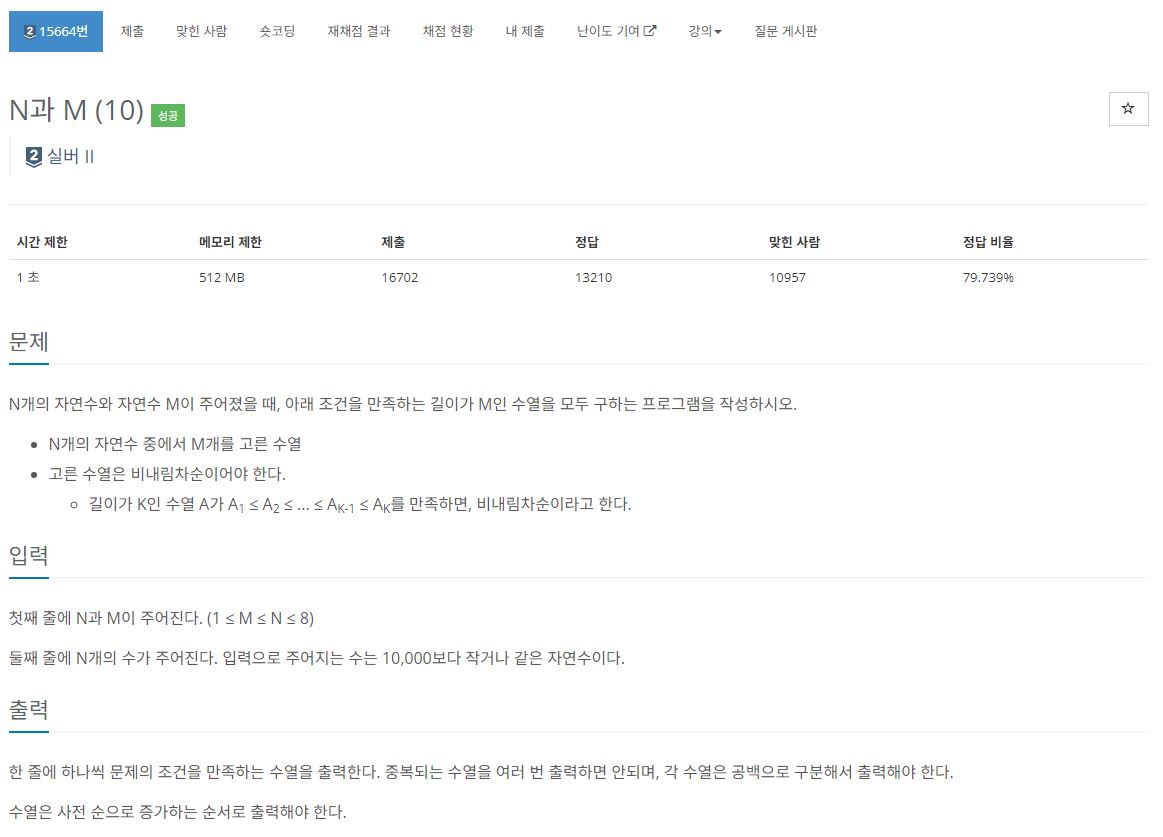 2 15664번 제출 맞힌 사람 숏코딩 재채점 결과 채점 현황 내 제출 난이도 기여 강의 질문 게시판
N과 M (10) 성공
2 실버 II
시간 제한 메모리 제한 제출 정답 맞힌 사람 정답 비율
1 초 512 MB 16702 13210 10957 79.739%
문제
N개의 자연수와 자연수 M이 주어졌을 때, 아래 조건을 만족하는 길이가 M인 수열을 모두 구하는 프로그램을 작성하시오.
• N개의 자연수 중에서 M개를 고른 수열
• 고른 수열은 비내림차순이어야 한다.
◦ 길이가 K인 수열 A가 A1 ≤ A2 ≤ ... ≤ AK-1 ≤ AK를 만족하면, 비내림차순이라고 한다.
입력
첫째 줄에 N과 M이 주어진다. (1 ≤ M ≤ N ≤ 8)
둘째 줄에 N개의 수가 주어진다. 입력으로 주어지는 수는 10,000보다 작거나 같은 자연수이다.
출력
한 줄에 하나씩 문제의 조건을 만족하는 수열을 출력한다. 중복되는 수열을 여러 번 출력하면 안되며, 각 수열은 공백으로 구분해서 출력해야 한다.
수열은 사전 순으로 증가하는 순서로 출력해야 한다.